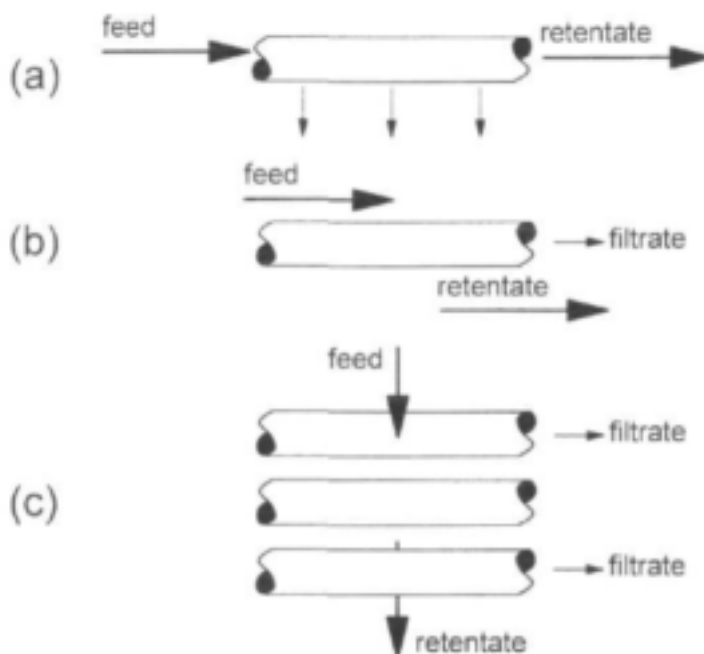 feed
retentate
(a)
feed
(b)
filtrate
retentate
feed
filtrate
(c)
filtrate
retentate